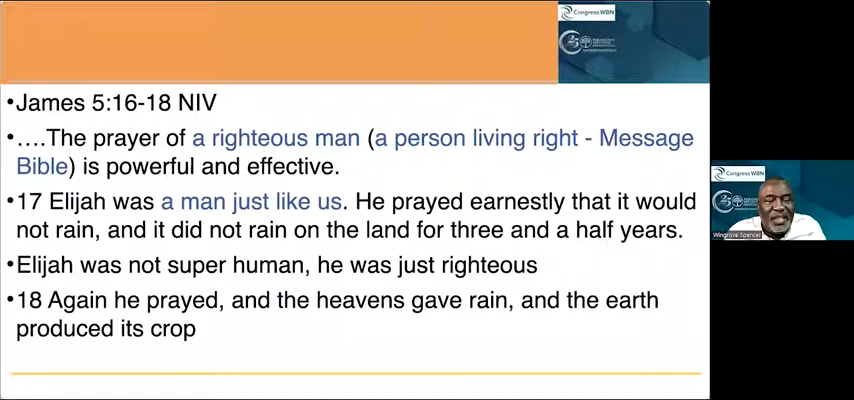 Congress WBN
25
•James 5:16-18 NIV
•….The prayer of a righteous man (a person living right - Message
Bible) is powerful and effective.
•17 Elijah was a man just like us. He prayed earnestly that it would
not rain, and it did not rain on the land for three and a half years.
•Elijah was not super human, he was just righteous
•18 Again he prayed, and the heavens gave rain, and the earth
produced its crop
Congress WBN
25
Wingrove Spencer